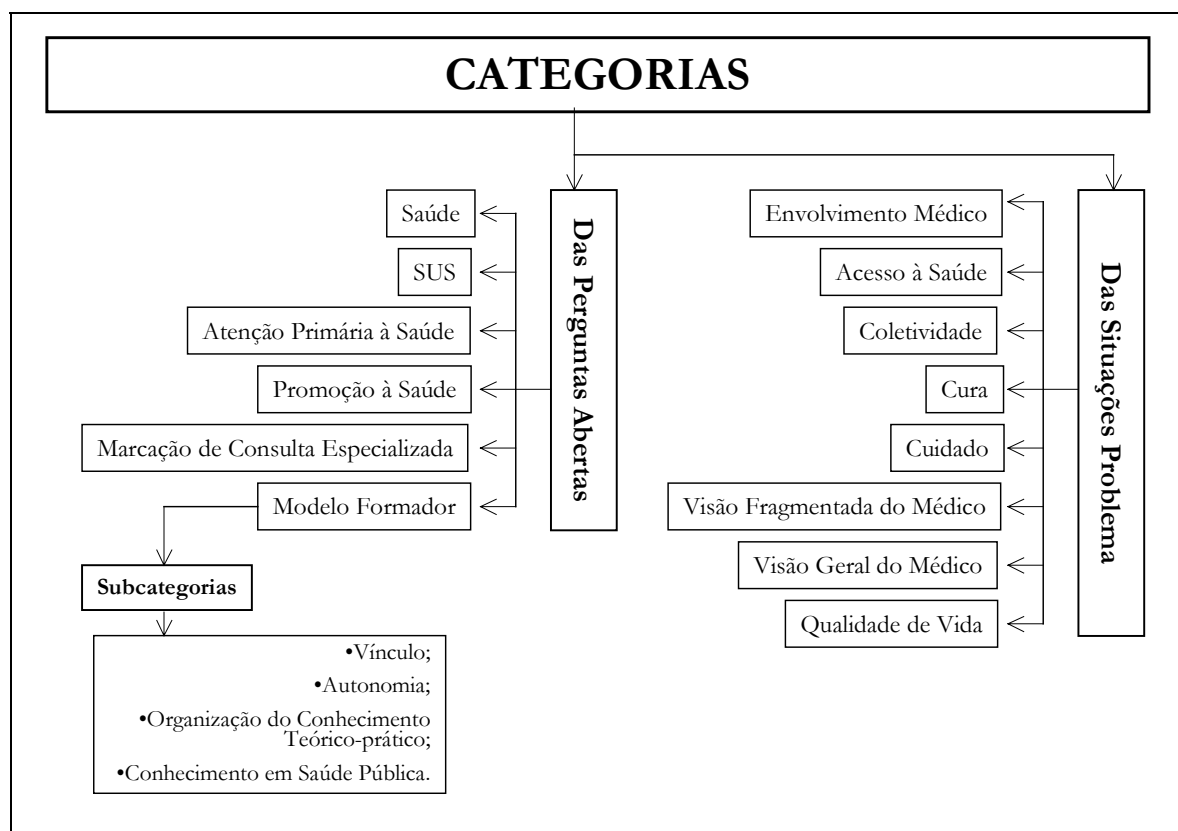 CATEGORIAS
Das Perguntas Abertas
Saúde
SUS
Atenção Primária à Saúde
Promoção à Saúde
Marcação de Consulta Especializada
Modelo Formador
Subcategorias
•Vínculo;
•Autonomia;
•Organização do Conhecimento
Teórico-prático;
•Conhecimento em Saúde Pública.
Das Situações Problema
Envolvimento Médico
Acesso à Saúde
Coletividade
Cura
Cuidado
Visão Fragmentada do Médico
Visão Geral do Médico
Qualidade de Vida